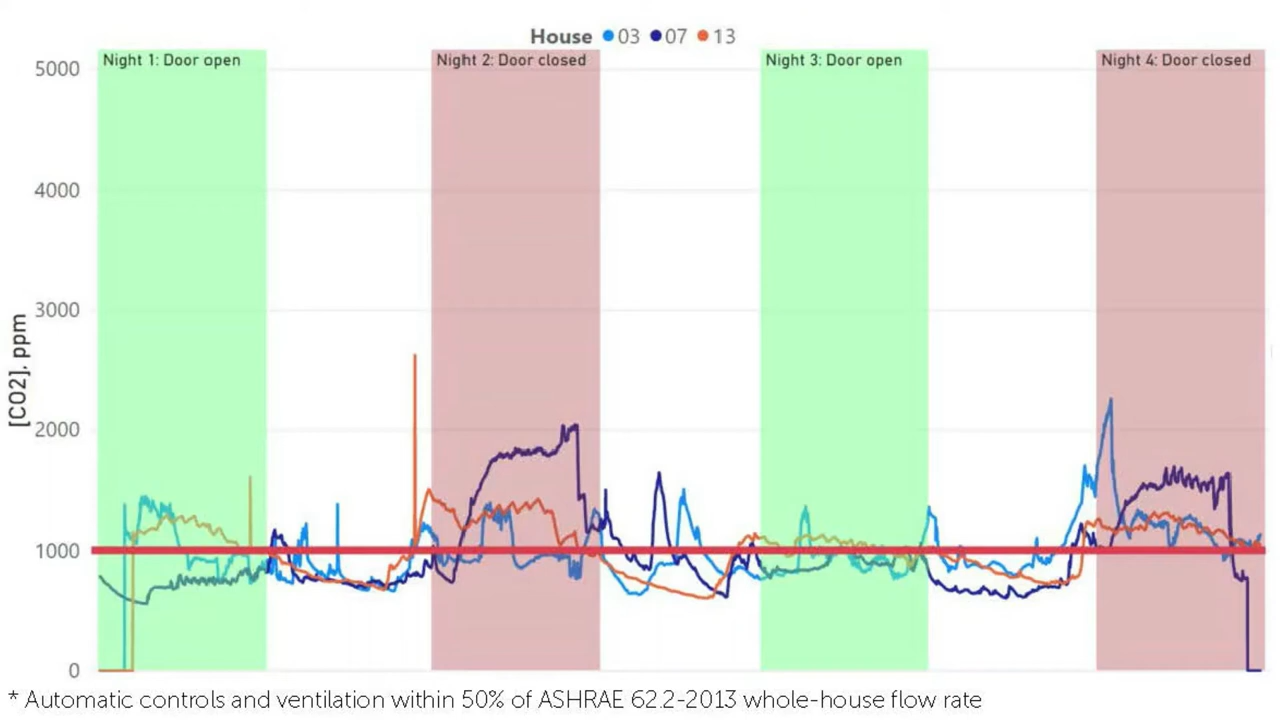 House 03 07 13
Night 1: Door open
Night 2: Door closed
Night 3: Door open
Night 4: Door closed
5000
4000
3000
2000
1000
0
[CO2], ppm
* Automatic controls and ventilation within 50% of ASHRAE 62.2-2013 whole-house flow rate